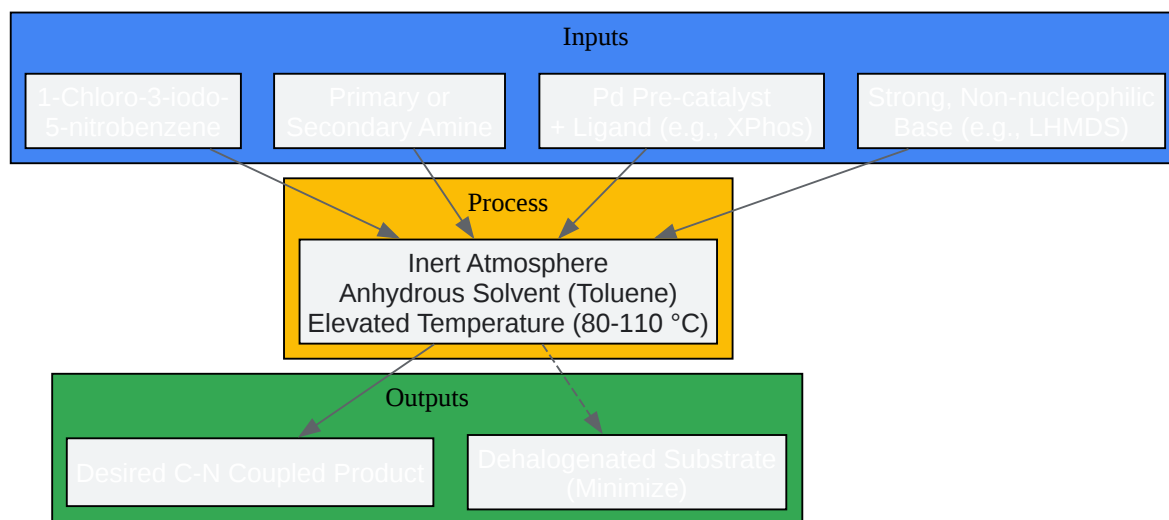 Inputs
1-Chloro-3-iodo-
5-nitrobenzene
Primary or
Secondary Amine
Pd Pre-catalyst
+ Ligand (e.g., XPhos)
Strong, Non-nucleophilic
Base (e.g., LHMDS)
Process
Inert Atmosphere
Anhydrous Solvent (Toluene)
Elevated Temperature (80-110 °C)
Outputs
Desired C-N Coupled Product
Dehalogenated Substrate
(Minimize)